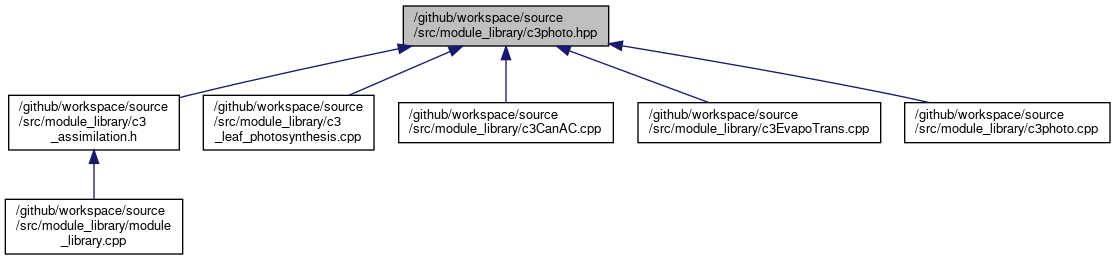 /github/workspace/source
/src/module_library/c3photo.hpp
/github/workspace/source
/src/module_library/c3
_assimilation.h
/github/workspace/source
/src/module_library/c3
_leaf_photosynthesis.cpp
/github/workspace/source
/src/module_library/c3CanAC.cpp
/github/workspace/source
/src/module_library/c3EvapoTrans.cpp
/github/workspace/source
/src/module_library/c3photo.cpp
/github/workspace/source
/src/module_library/module
_library.cpp